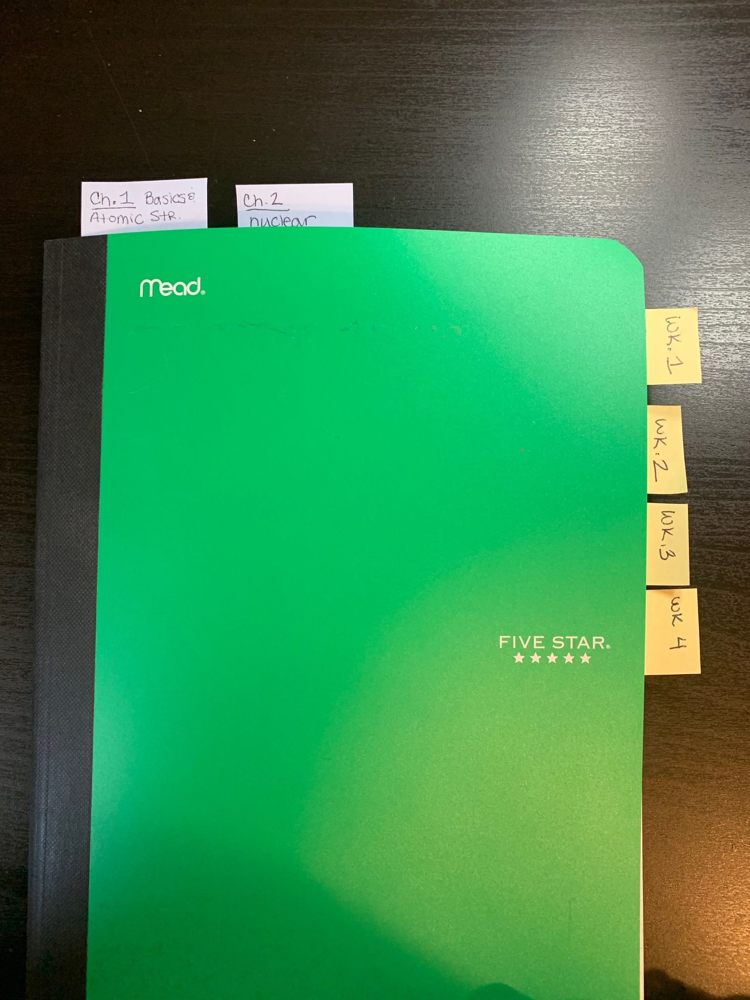 Ch.1 Basics &
Atomic Str.
Ch.2
nuclear
Mead®
WK.1
WK.2
WK.3
WK 4
FIVE STAR®